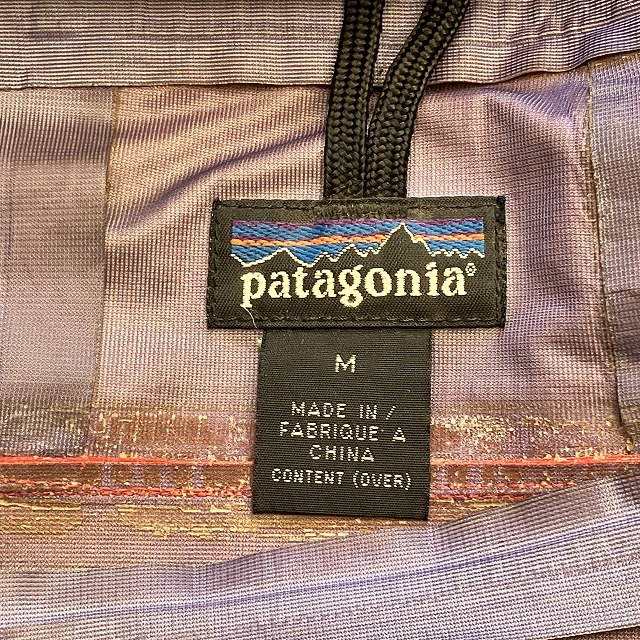 patagonia®
M
MADE IN /
FABRIQUE A
CHINA
CONTENT (OVER)